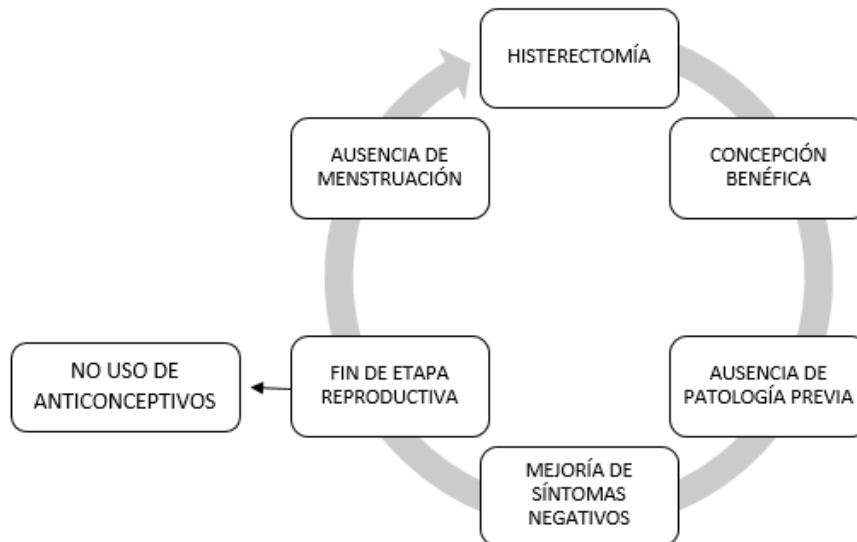 HISTERECTOMÍA
CONCEPCIÓN
BENÉFICA
AUSENCIA DE
PATOLOGÍA PREVIA
MEJORÍA DE
SÍNTOMAS
NEGATIVOS
FIN DE ETAPA
REPRODUCTIVA
NO USO DE
ANTICONCEPTIVOS
AUSENCIA DE
MENSTRUACIÓN